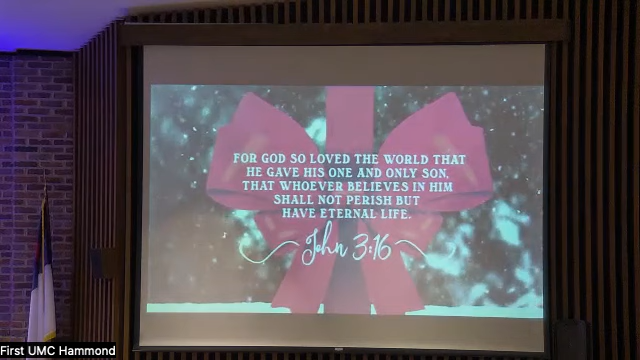 FOR GOD SO LOVED THE WORLD THAT
HE GAVE HIS ONE AND ONLY SON,
THAT WHOEVER BELIEVES IN HIM
SHALL NOT PERISH BUT
HAVE ETERNAL LIFE.
John 3:16
First UMC Hammond